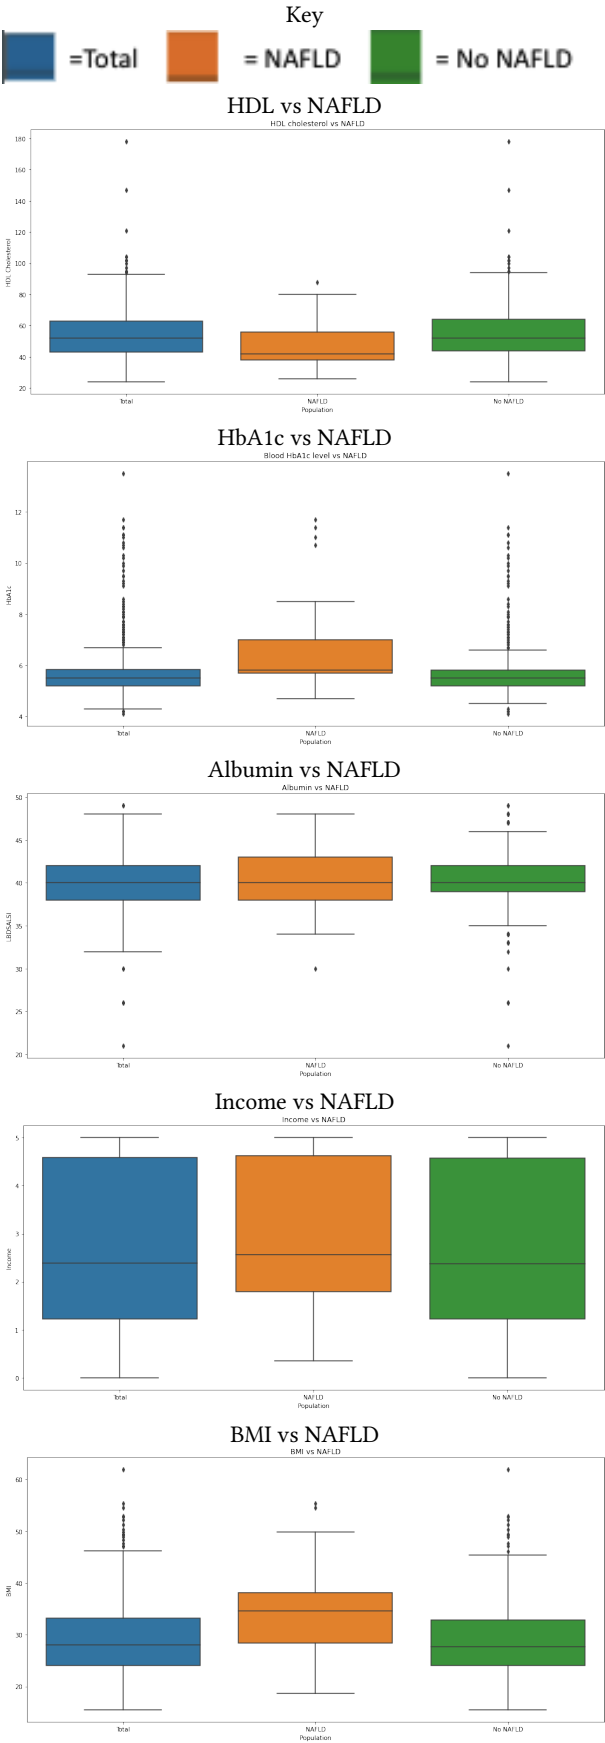 Key
=Total = NAFLD = No NAFLD
HDL vs NAFLD
HDL cholesterol vs NAFLD
180
160
140
120
100
80
60
40
20
HDL Cholesterol
Total NAFLD No NAFLD
Population
HbA1c vs NAFLD
Blood HbA1c level vs NAFLD
12
10
8
6
4
HbA1c
Total NAFLD No NAFLD
Population
Albumin vs NAFLD
Albumin vs NAFLD
50
45
40
35
30
25
20
LBDSALSI
Total NAFLD No NAFLD
Population
Income vs NAFLD
Income vs NAFLD
5
4
3
2
1
0
Income
Total NAFLD No NAFLD
Population
BMI vs NAFLD
BMI vs NAFLD
60
50
40
30
20
BMI
Total NAFLD No NAFLD
Population